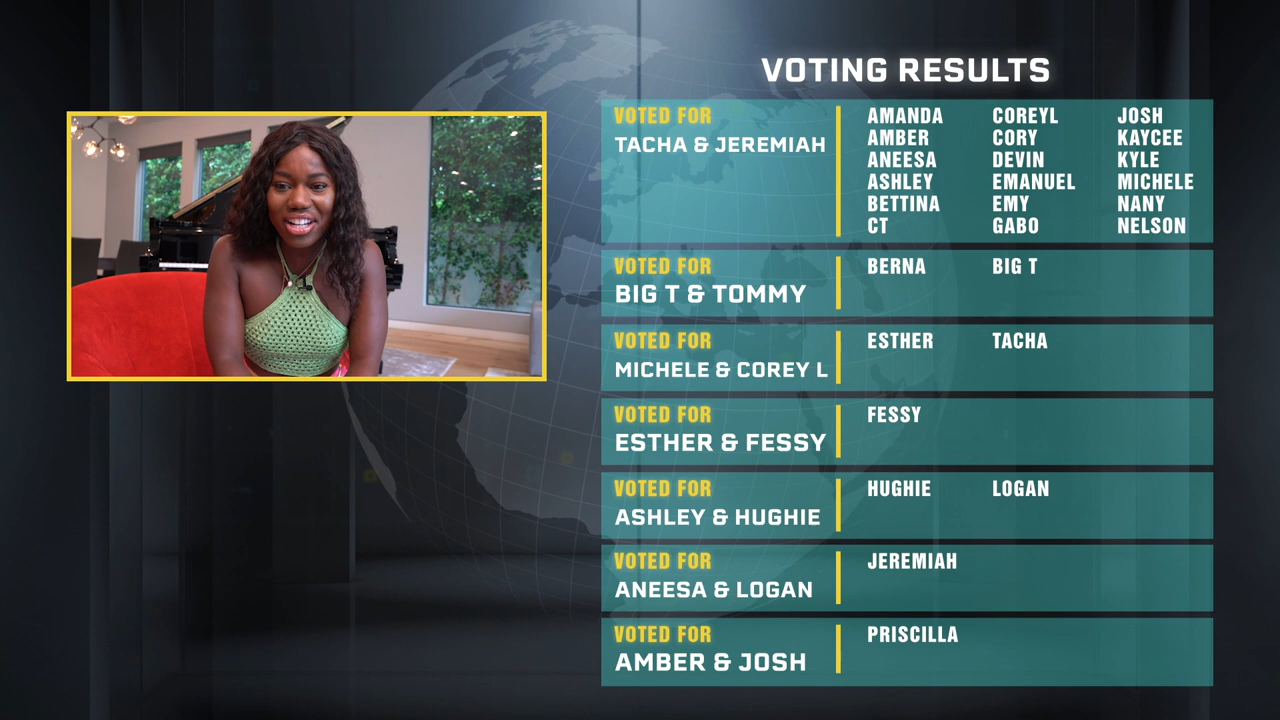 VOTING RESULTS
VOTED FOR
TACHA & JEREMIAH
AMANDA COREYL JOSH
AMBER CORY KAYCEE
ANEESA DEVIN KYLE
ASHLEY EMANUEL MICHELE
BETTINA EMY NANY
CT GABO NELSON
VOTED FOR
BIG T & TOMMY
BERNA BIG T
VOTED FOR
MICHELE & COREY L
ESTHER TACHA
VOTED FOR
ESTHER & FESSY
FESSY
VOTED FOR
ASHLEY & HUGHIE
HUGHIE LOGAN
VOTED FOR
ANEESA & LOGAN
JEREMIAH
VOTED FOR
AMBER & JOSH
PRISCILLA